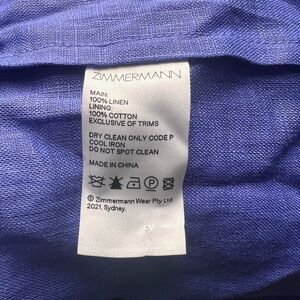 ZIMMERMANN
MAIN:
100% LINEN
LINING:
100% COTTON
EXCLUSIVE OF TRIMS
DRY CLEAN ONLY CODE P
COOL IRON
DO NOT SPOT CLEAN
MADE IN CHINA
P
© Zimmermann Wear Pty Ltd
2021, Sydney.